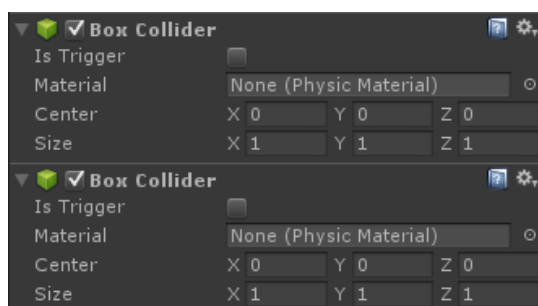 Box Collider
Is Trigger
Material None (Physic Material)
Center X 0 Y 0 Z 0
Size X 1 Y 1 Z 1
Box Collider
Is Trigger
Material None (Physic Material)
Center X 0 Y 0 Z 0
Size X 1 Y 1 Z 1